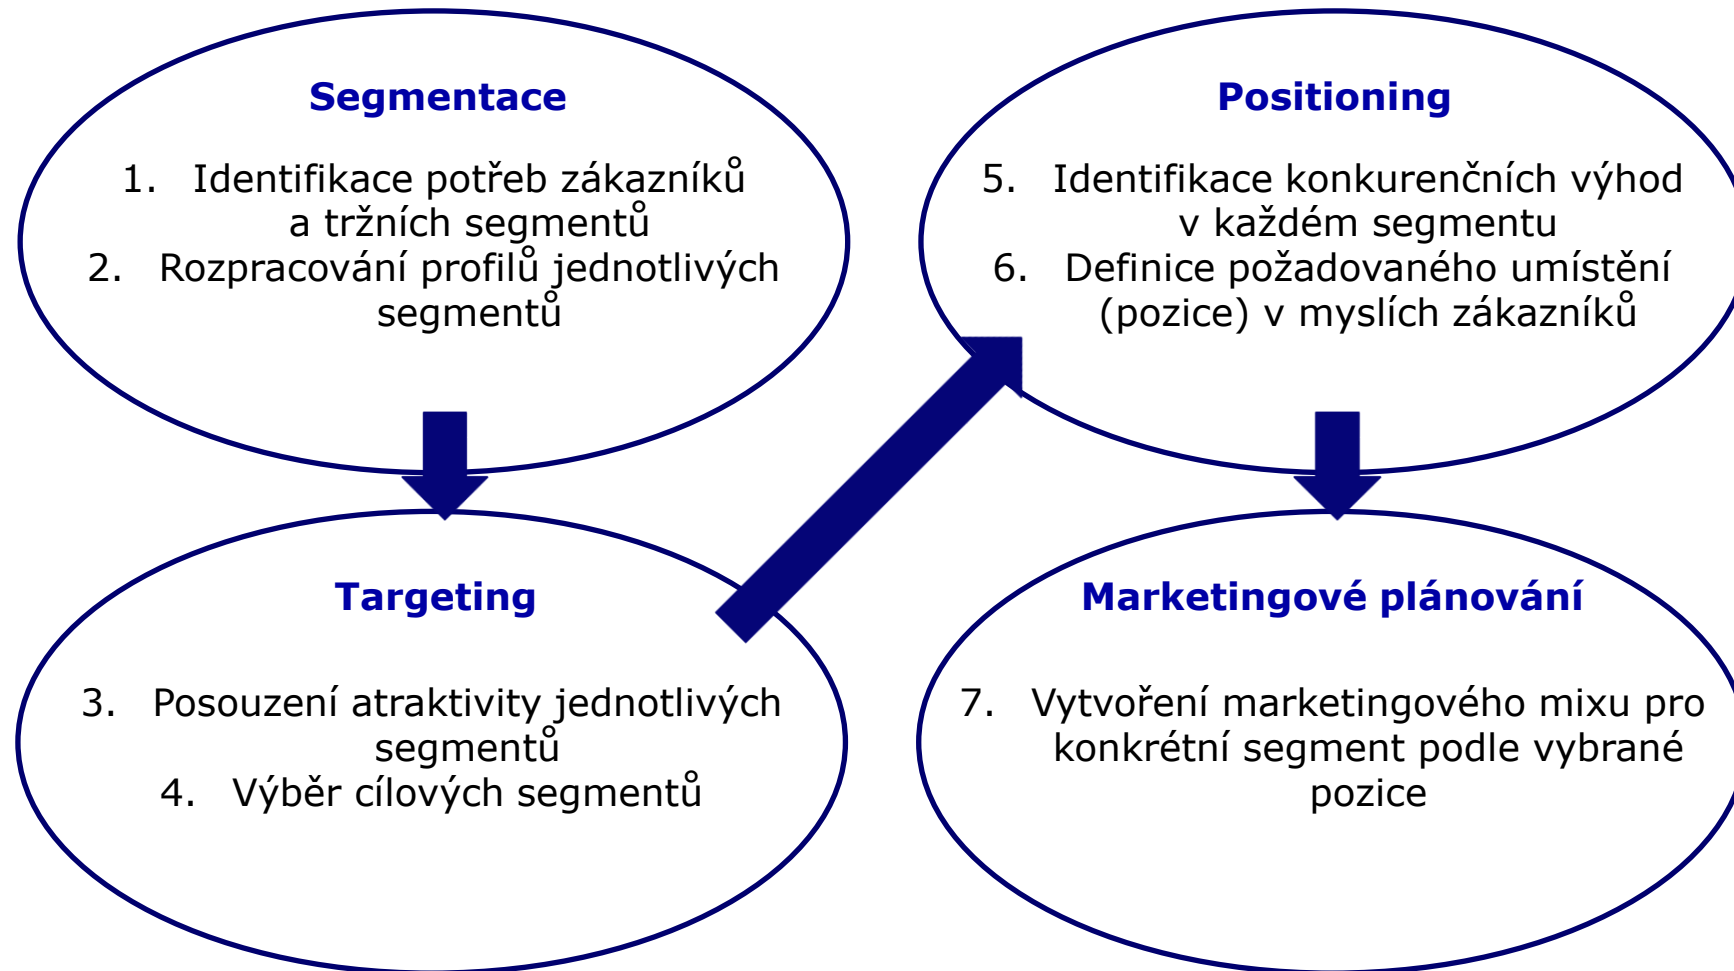 Segmentace
1. Identifikace potřeb zákazníků
a tržních segmentů
2. Rozpracování profilů jednotlivých
segmentů
Targeting
3. Posouzení atraktivity jednotlivých
segmentů
4. Výběr cílových segmentů
Positioning
5. Identifikace konkurenčních výhod
v každém segmentu
6. Definice požadovaného umístění
(pozice) v myslích zákazníků
Marketingové plánování
7. Vytvoření marketingového mixu pro
konkrétní segment podle vybrané
pozice